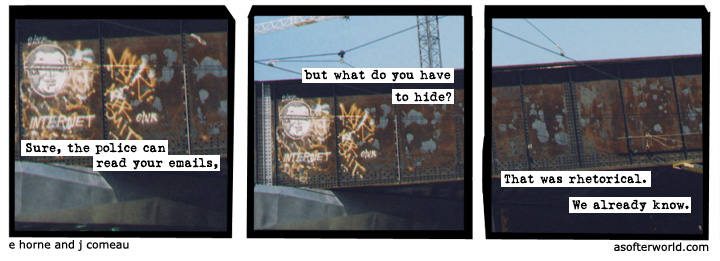 INTERNET
Sure, the police can
read your emails,
but what do you have
to hide?
INTERNET
That was rhetorical.
We already know.
e horne and j comeau
asofterworld.com